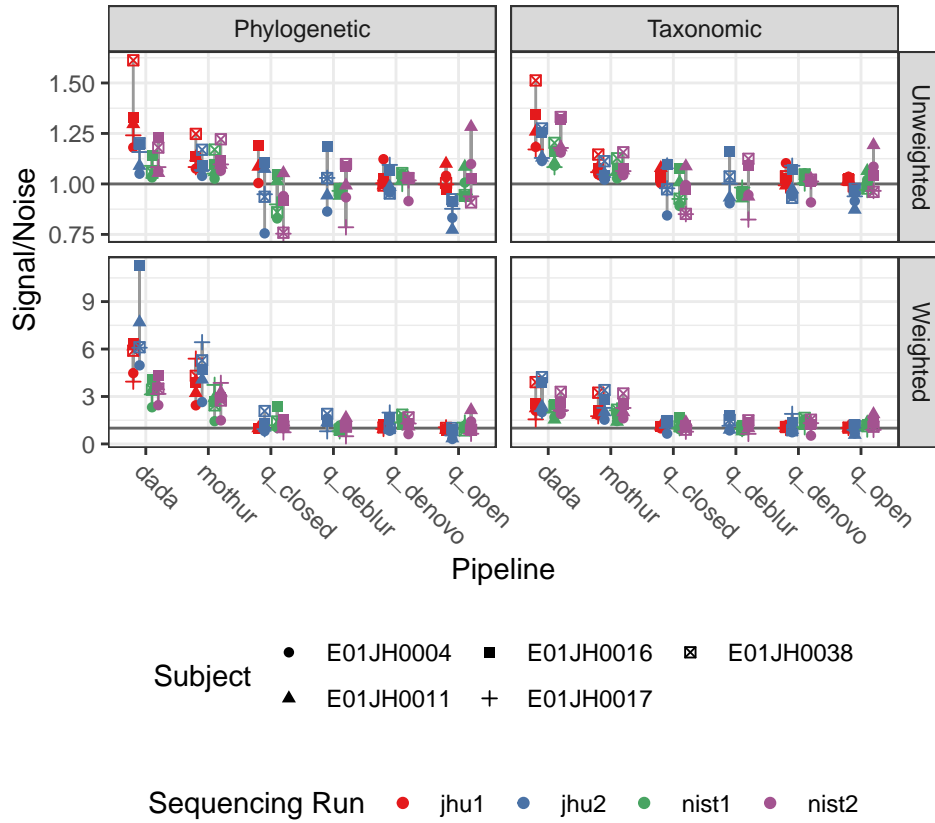 Phylogenetic
Taxonomic
Signal/Noise
1.50
1.25
1.00
0.75
Unweighted
9
6
3
0
Weighted
dada
mothur
q_closed
q_deblur
q_denovo
q_open
dada
mothur
q_closed
q_deblur
q_denovo
q_open
Pipeline
Subject
E01JH0004
E01JH0016
E01JH0038
E01JH0011
E01JH0017
Sequencing Run
jhu1
jhu2
nist1
nist2